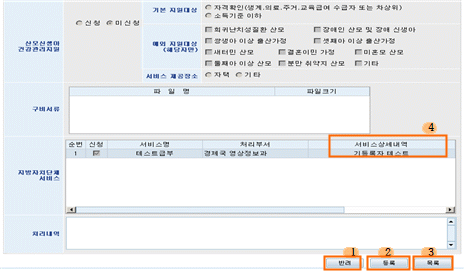 기본 지원대상
자격확인(생계.의료.주거.교육급여 수급자 또는 차상위)
소득기준 이하
신청 미신청
산모신생아
건강관리지원
예외 지원대상
(해당자만)
희귀난치성질환 산모 장애인 산모 및 장애 신생아
쌍생아 이상 출산가정 셋째아 이상 출산가정
새터민 산모 결혼이민 가정 미혼모 산모
둘째아 이상 산모 분만 취약지 산모 기타
서비스 제공장소
자택 기타
구비서류
파 일 명 파일크기
4
순번 신청 서비스명 처리부서 서비스상세내역
1 테스트급부 경제국 영상정보과 기등록자 테스트
지방자치단체
서비스
처리내역
1 2 3
반려 등록 목록